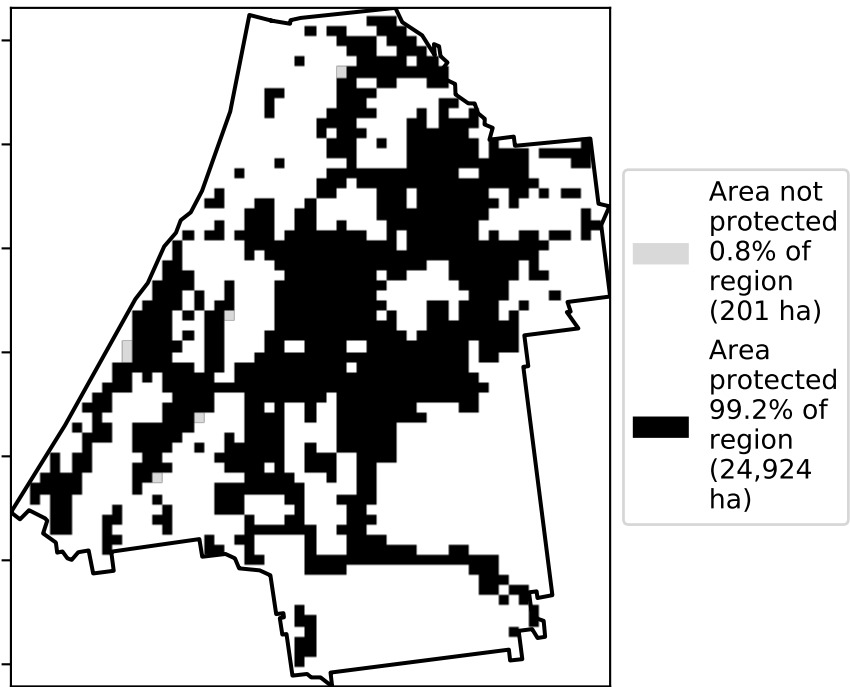 Area not
protected
0.8% of
region
(201 ha)
Area
protected
99.2% of
region
(24,924
ha)